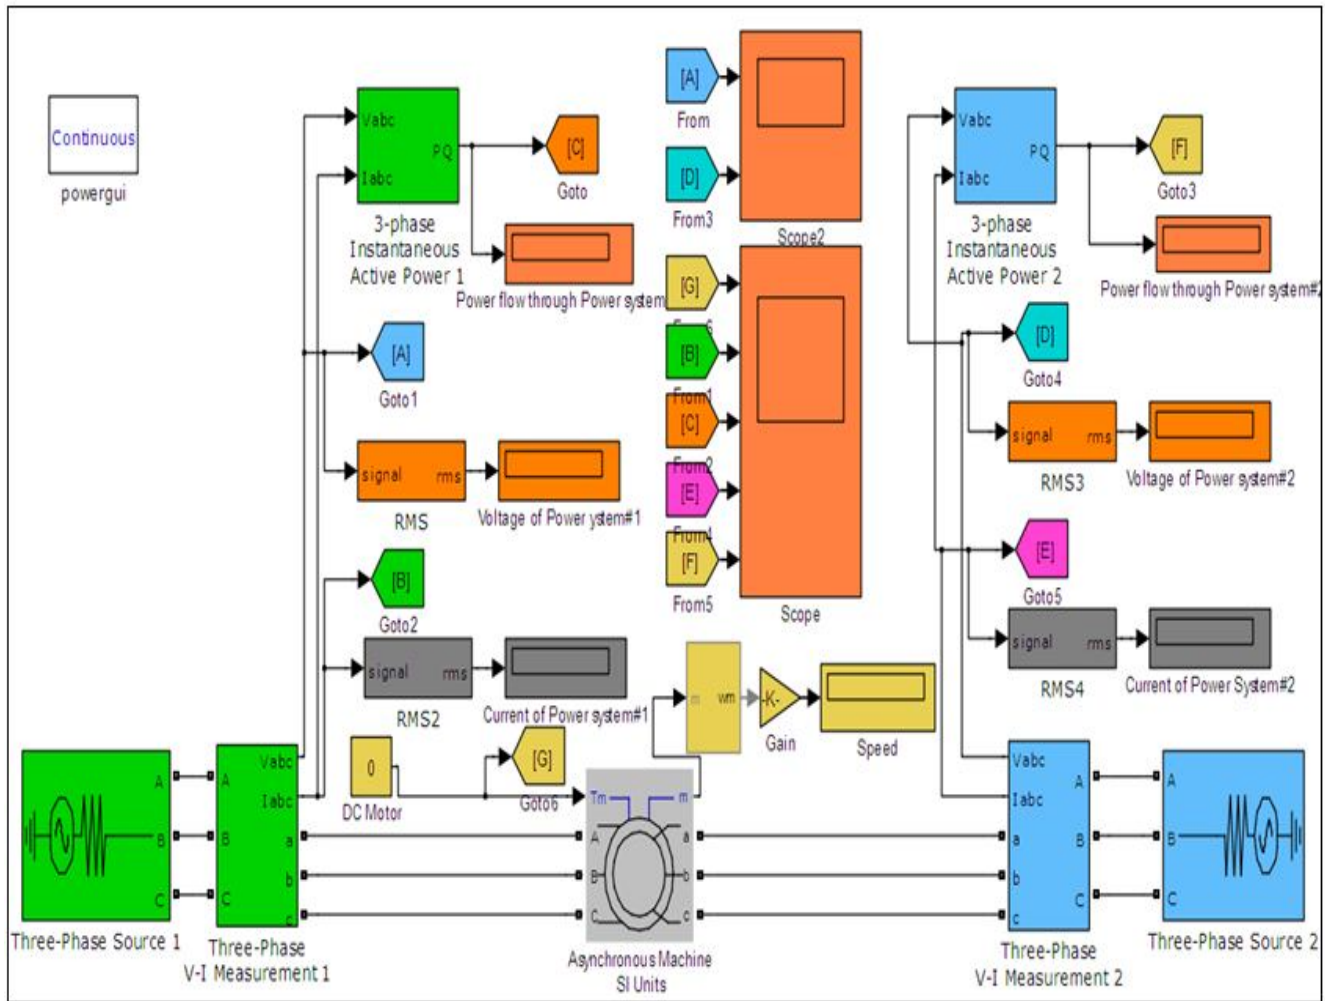 Continuous
powergui
Vabc
Iabc
PQ
3-phase
Instantaneous
Active Power 1
[C]
Goto
Power flow through Power system
[A]
Goto1
signal rms
RMS
Voltage of Power ystem#1
[B]
Goto2
signal rms
RMS2
Current of Power system#1
0
DC Motor
[G]
Goto6
[A]
From
[D]
From3
Scope2
[G]
[B]
From1
[C]
From2
[E]
From4
[F]
From5
Scope
m wm
-K-
Gain
Speed
Vabc
Iabc
PQ
3-phase
Instantaneous
Active Power 2
[F]
Goto3
Power flow through Power system#2
[D]
Goto4
signal rms
RMS3
Voltage of Power system#2
[E]
Goto5
signal rms
RMS4
Current of Power System#2
A
B
C
Three-Phase Source 1
A
B
C
Vabc
Iabc
a
b
c
Three-Phase
V-I Measurement 1
Tm m
A a
B b
C c
Asynchronous Machine
SI Units
Vabc
Iabc
a
b
c
A
B
C
Three-Phase
V-I Measurement 2
A
B
C
Three-Phase Source 2